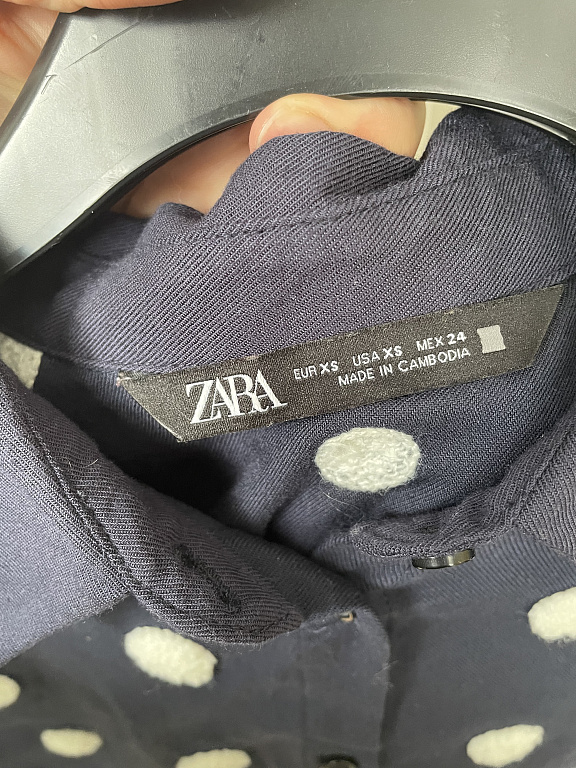 ZARA
EUR XS USA XS MEX 24
MADE IN CAMBODIA